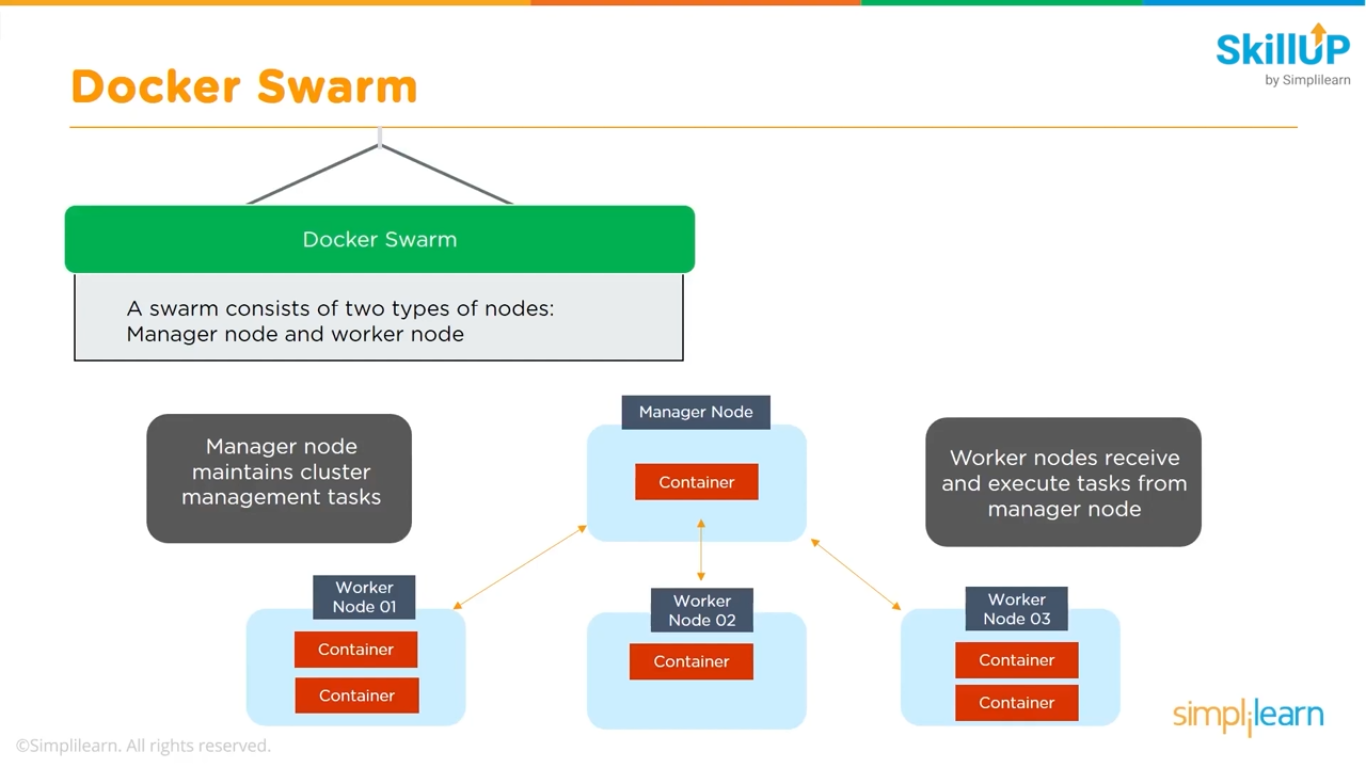 SkillUP
by Simplilearn
Docker Swarm
Docker Swarm
A swarm consists of two types of nodes:
Manager node and worker node
Manager node
maintains cluster
management tasks
Manager Node
Container
Worker nodes receive
and execute tasks from
manager node
Worker
Node 01
Container
Container
Worker
Node 02
Container
Worker
Node 03
Container
Container
simplilearn
©Simplilearn. All rights reserved.